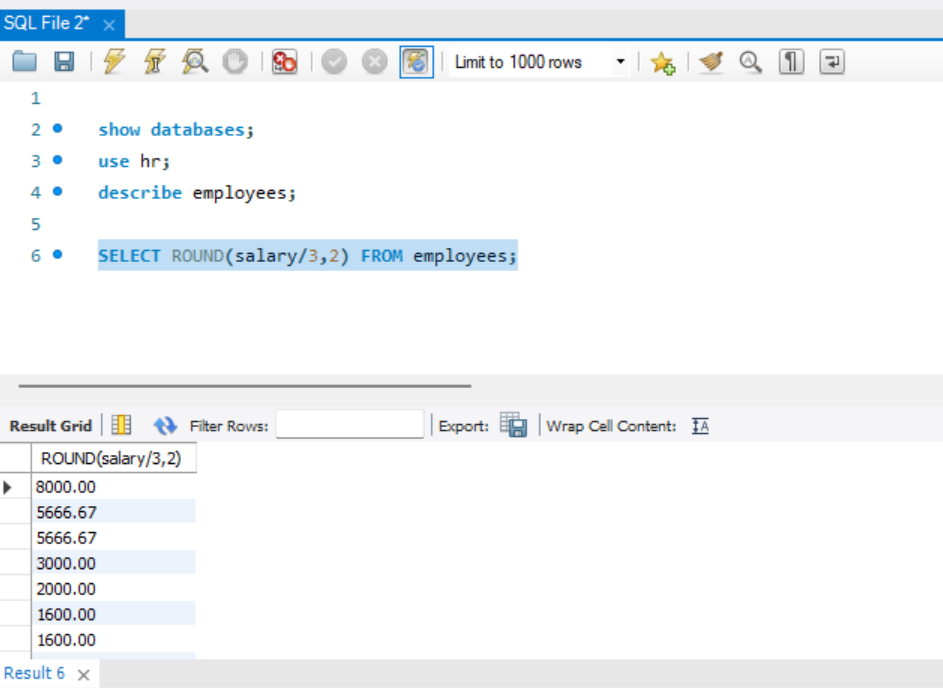 SQL File 2*
Limit to 1000 rows
1
2 show databases;
3 use hr;
4 describe employees;
5
6 SELECT ROUND(salary/3,2) FROM employees;
Result Grid Filter Rows: Export: Wrap Cell Content: IA
ROUND(salary/3,2)
8000.00
5666.67
5666.67
3000.00
2000.00
1600.00
1600.00
Result 6